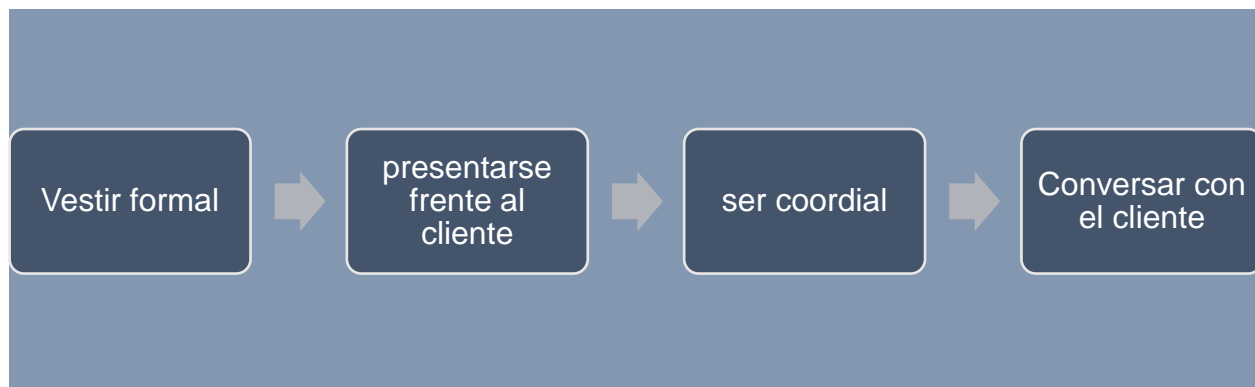 Vestir formal
presentarse
frente al
cliente
ser coordial
Conversar con
el cliente